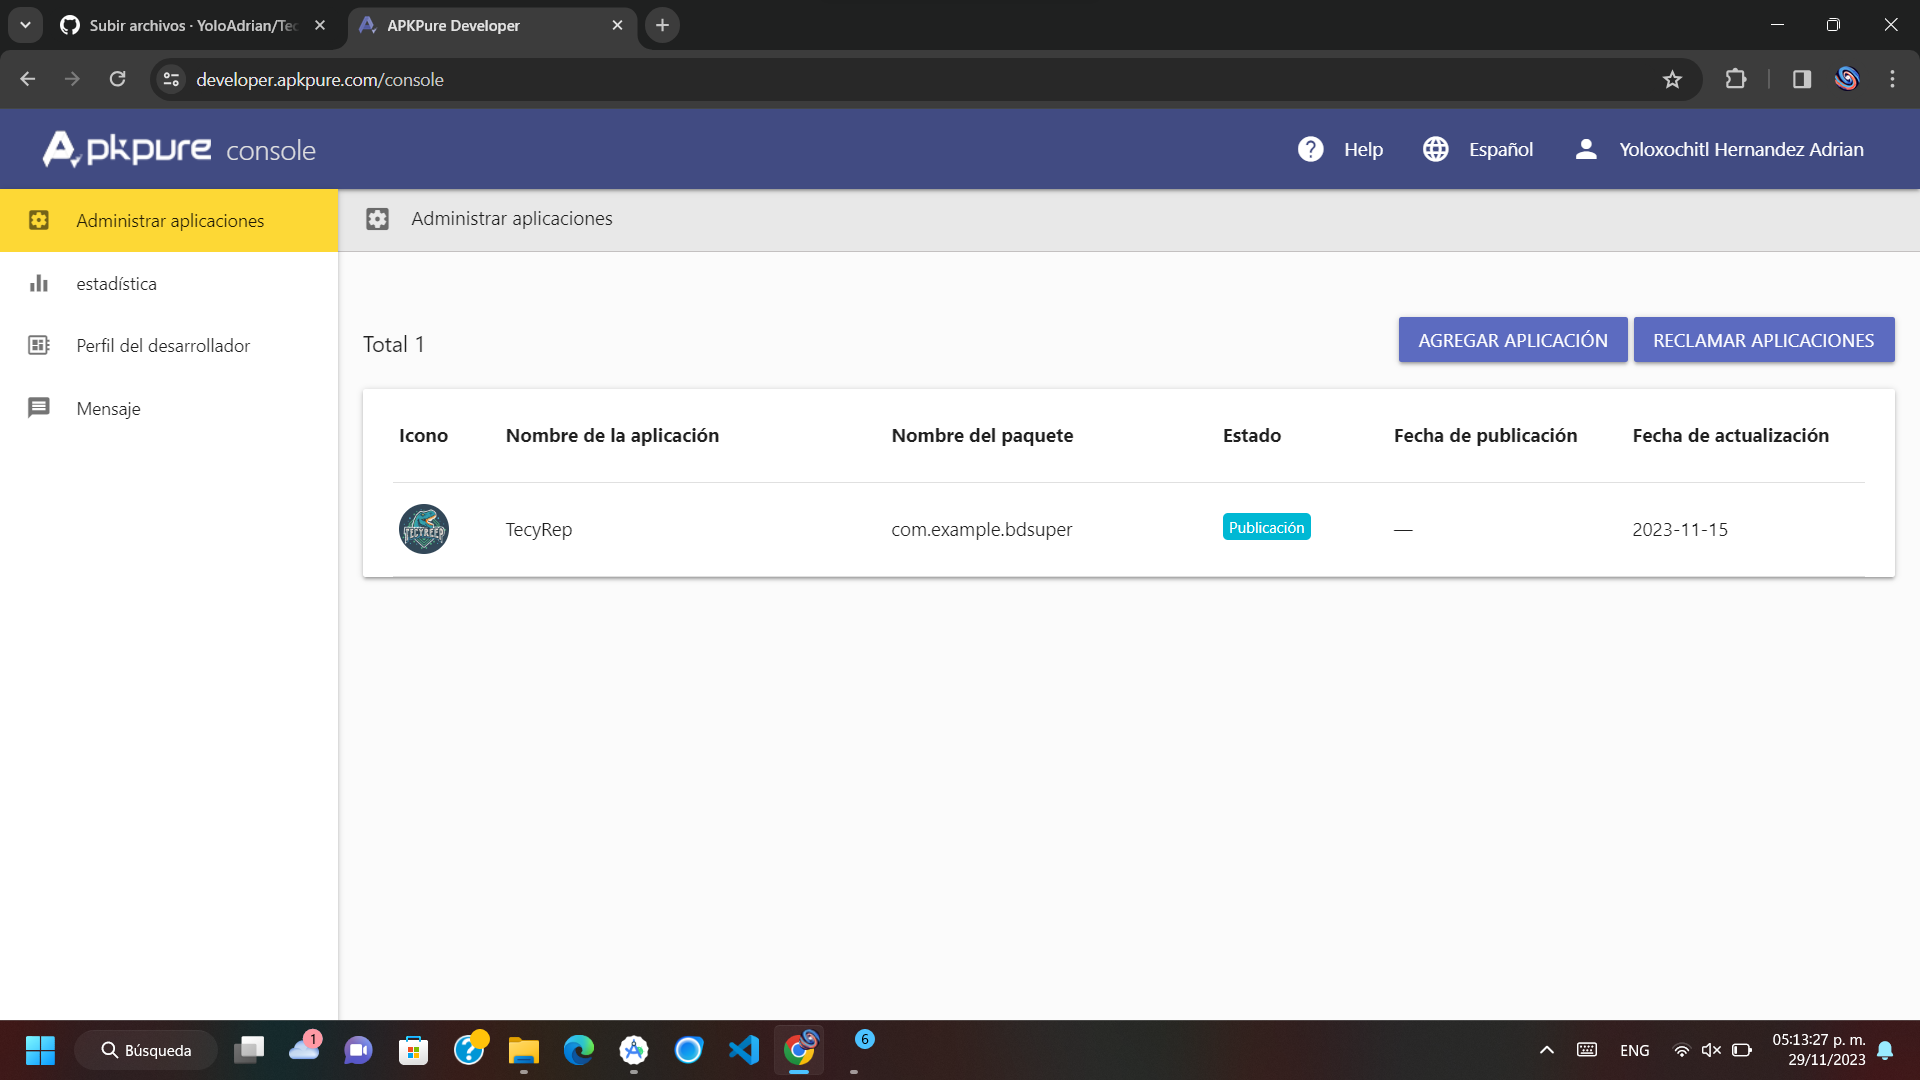 Subir archivos · YoloAdrian/Tec
APKPure Developer
developer.apkpure.com/console
Apkpure console
Help
Español
Yoloxochitl Hernandez Adrian
Administrar aplicaciones
estadística
Perfil del desarrollador
Mensaje
Administrar aplicaciones
Total 1
AGREGAR APLICACIÓN
RECLAMAR APLICACIONES
Icono Nombre de la aplicación Nombre del paquete Estado Fecha de publicación Fecha de actualización
TECYREP TecyRep com.example.bdsuper Publicación — 2023-11-15
Búsqueda
1
6
ENG
05:13:27 p. m.
29/11/2023